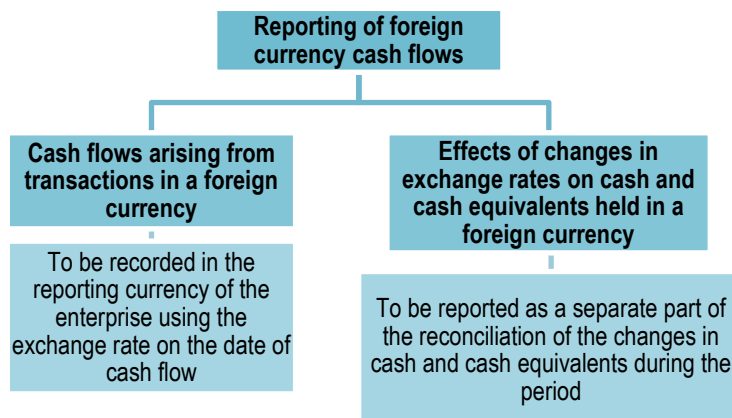 Reporting of foreign
currency cash flows
Cash flows arising from
transactions in a foreign
currency
To be recorded in the
reporting currency of the
enterprise using the
exchange rate on the date of
cash flow
Effects of changes in
exchange rates on cash and
cash equivalents held in a
foreign currency
To be reported as a separate part of
the reconciliation of the changes in
cash and cash equivalents during the
period